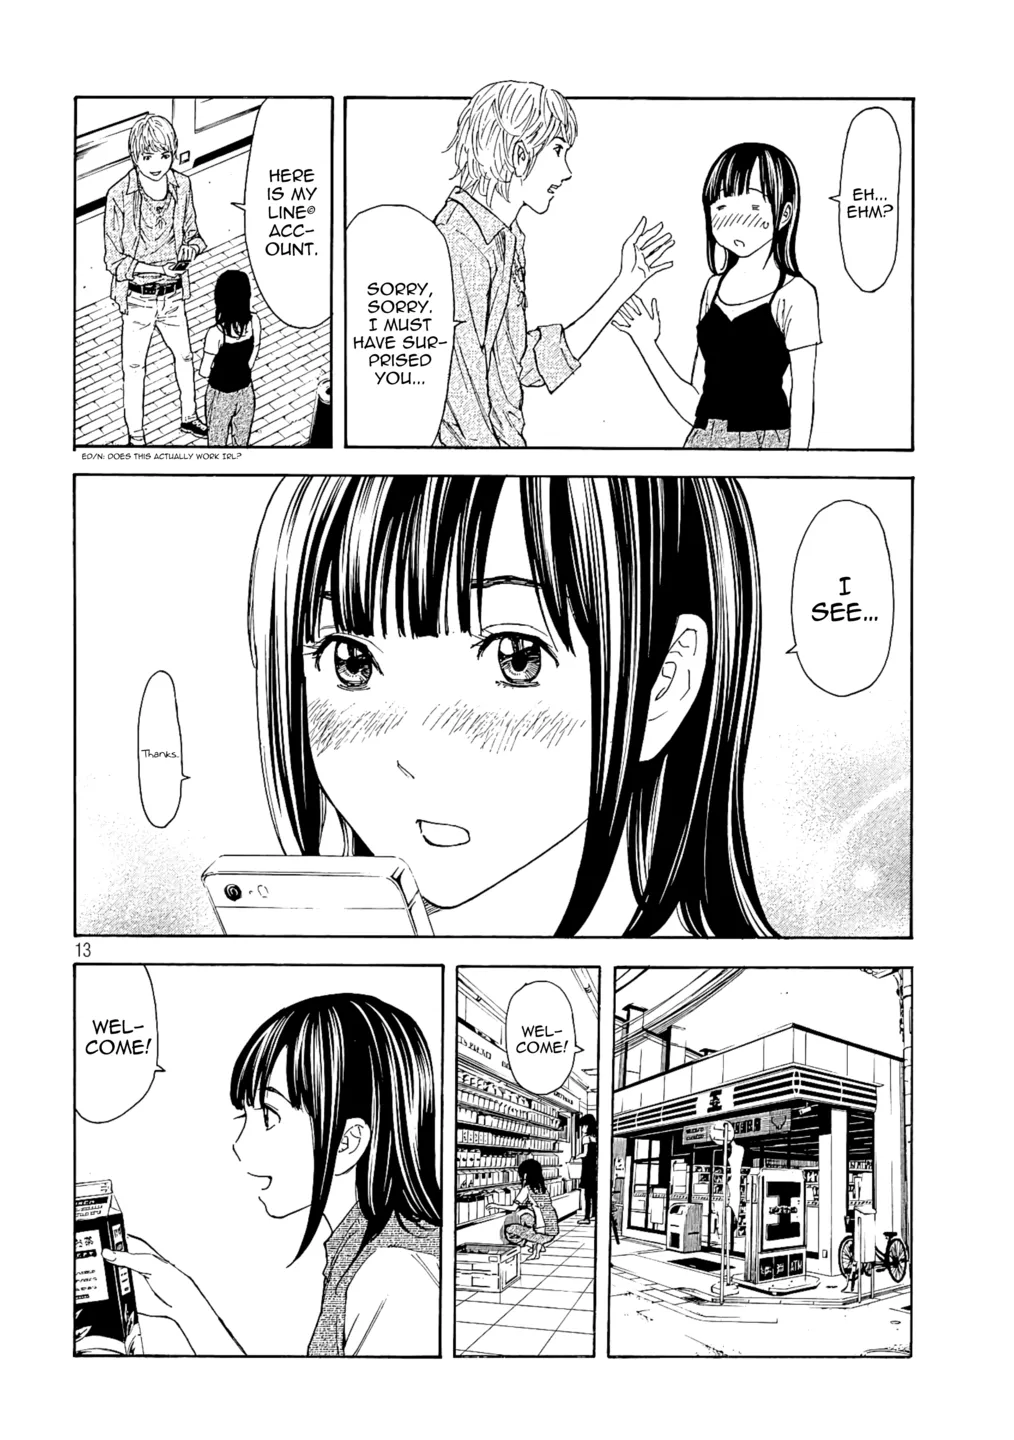 EH...
EHM?
SORRY,
SORRY.
I MUST
HAVE SUR-
PRISED
YOU...
HERE
IS MY
LINE©
ACC-
OUNT.
ED/N: DOES THIS ACTUALLY WORK IRL?
I
SEE...
Thanks.
13
WEL-
COME!
WEL-
COME!